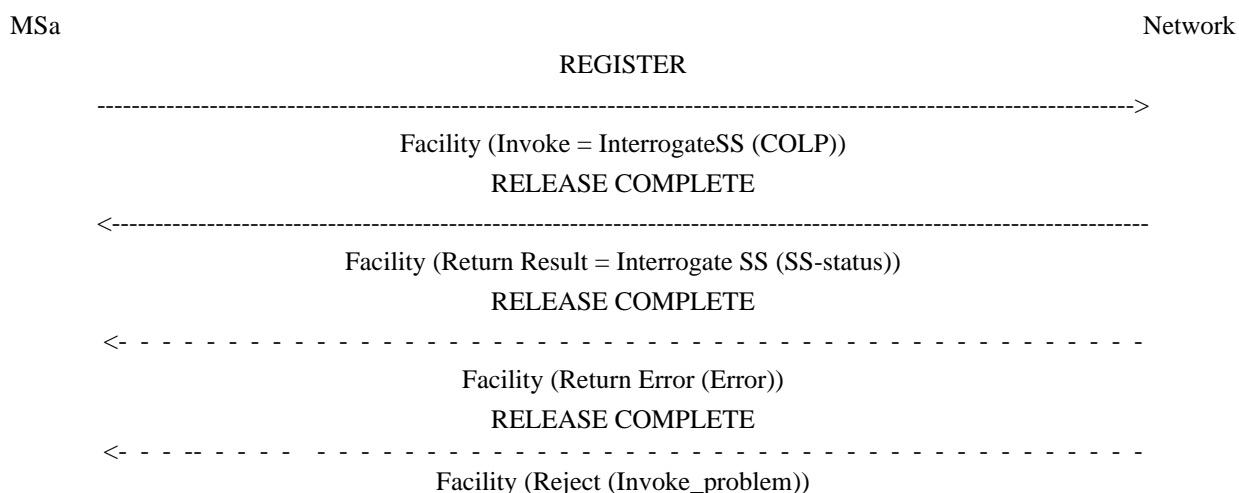 MSa Network
REGISTER
------------------------------------------------------------------------------------------------------------------------>
Facility (Invoke = InterrogateSS (COLP))
RELEASE COMPLETE
<------------------------------------------------------------------------------------------------------------------------
Facility (Return Result = Interrogate SS (SS-status))
RELEASE COMPLETE
<- - - - - - - - - - - - - - - - - - - - - - - - - - - - - - - - - - - - - - - - - - - - - - - -
Facility (Return Error (Error))
RELEASE COMPLETE
<- - - -- - - - - - - - - - - - - - - - - - - - - - - - - - - - - - - - - - - - - - - - - - - -
Facility (Reject (Invoke_problem))